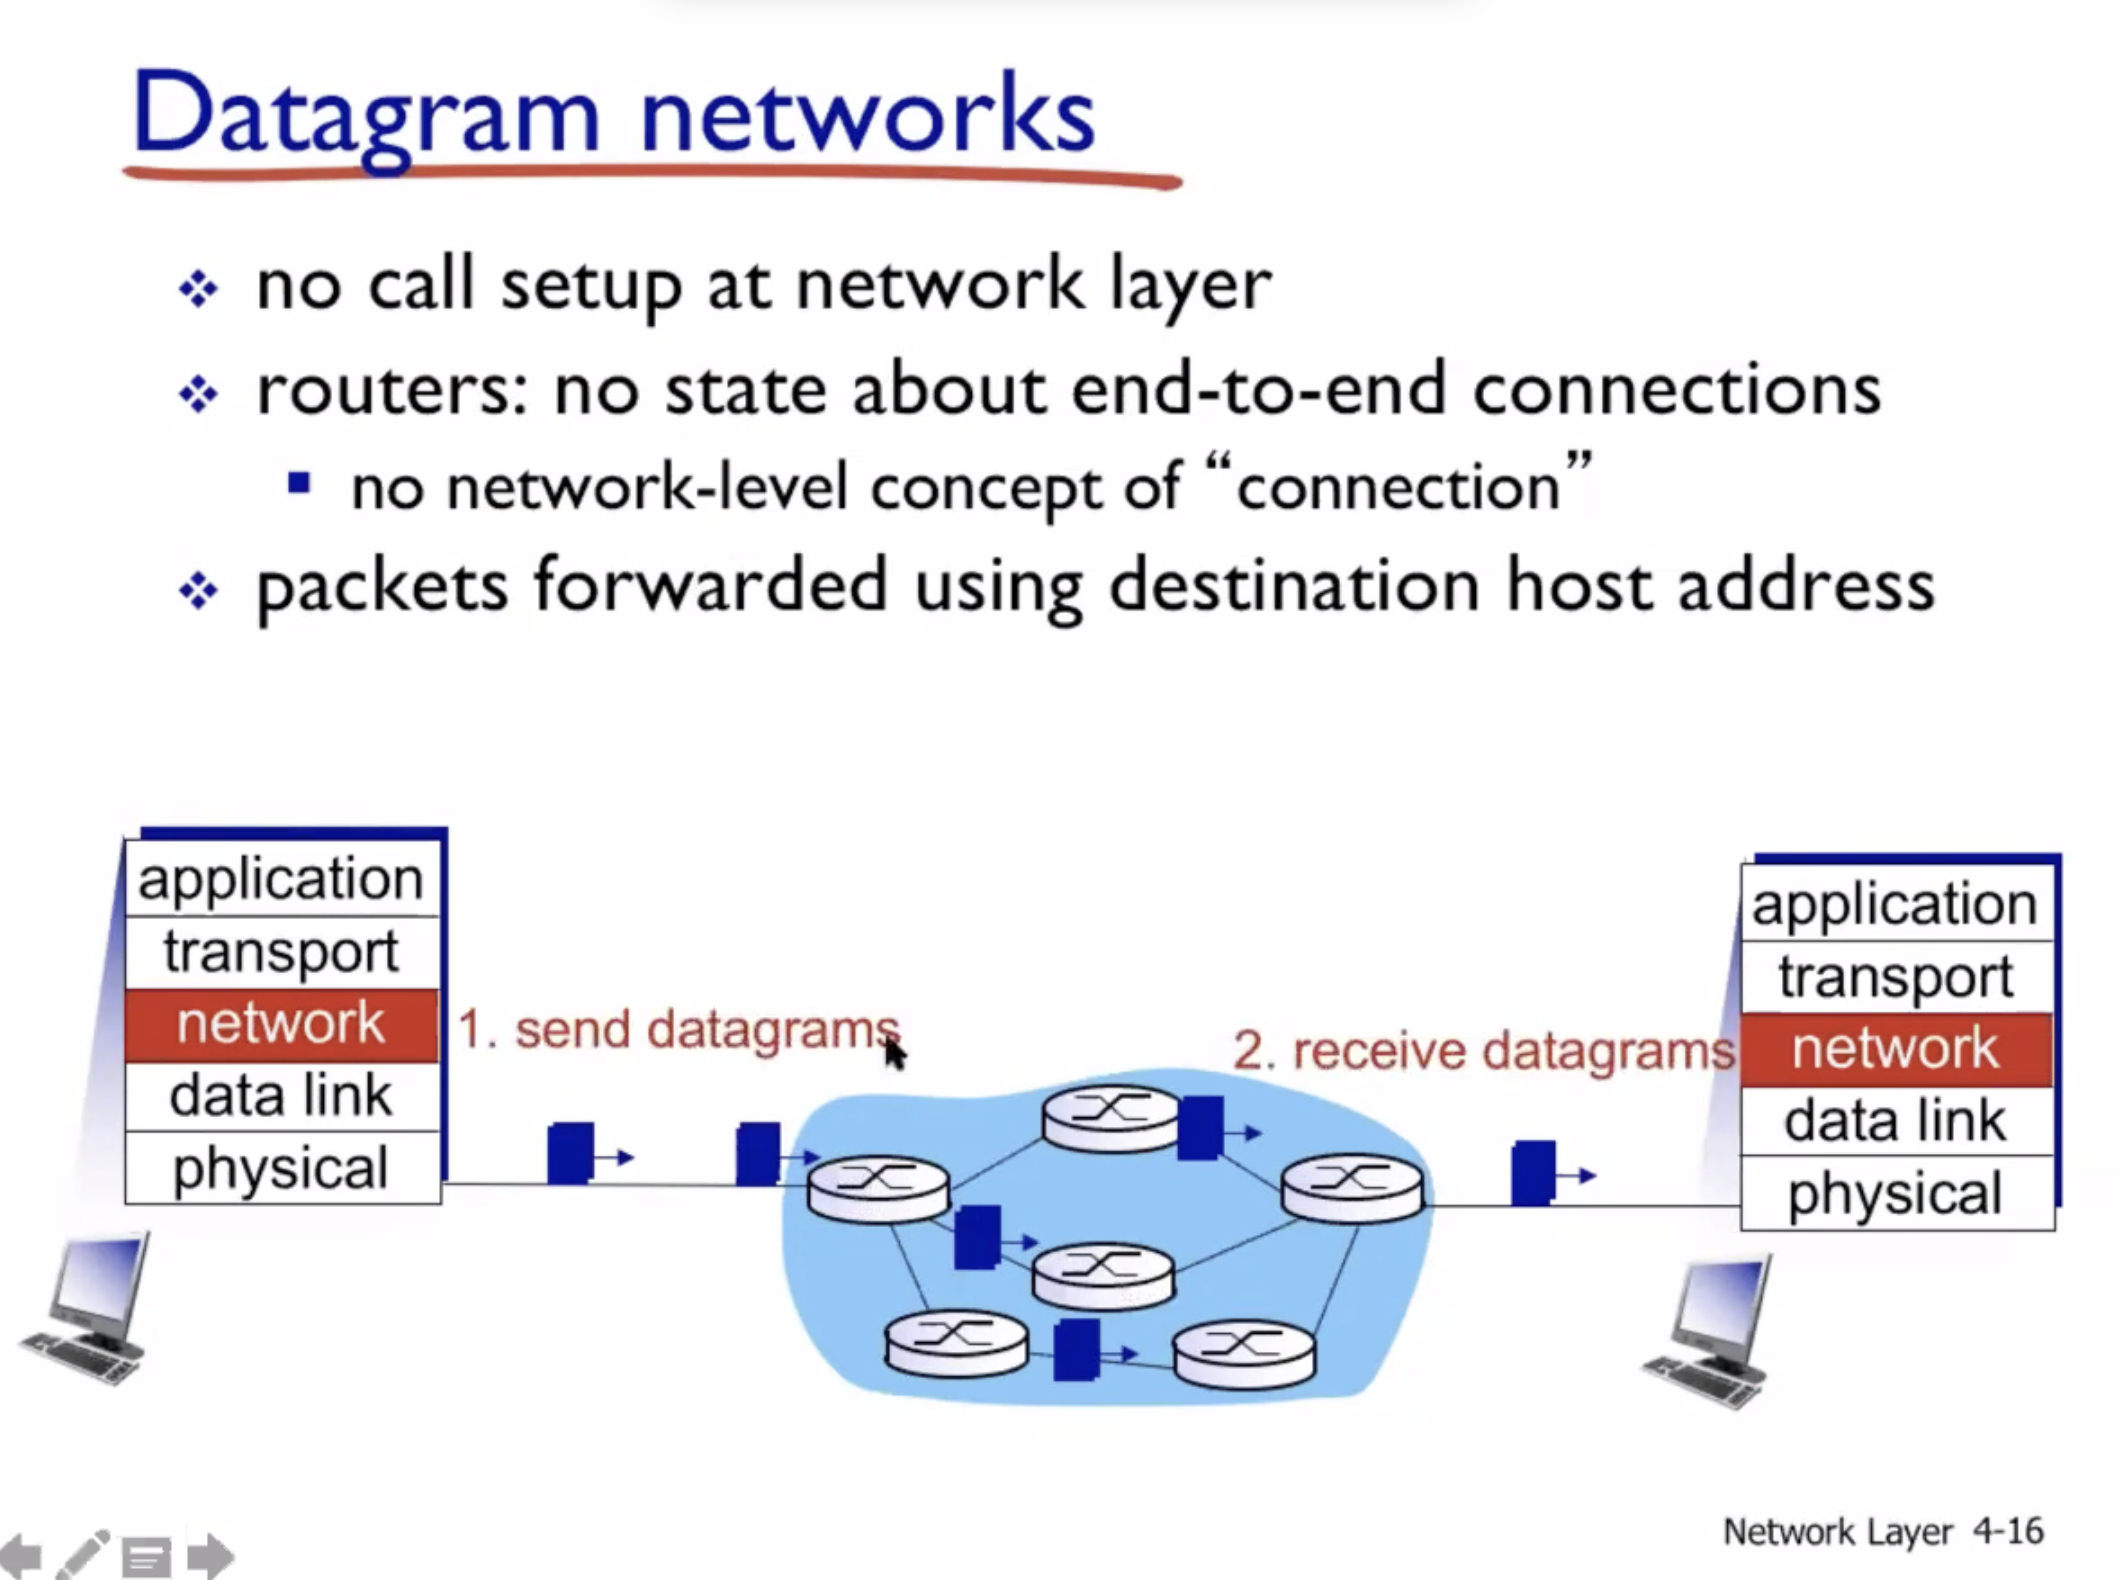 Datagram networks
no call setup at network layer
routers: no state about end-to-end connections
no network-level concept of “connection”
packets forwarded using destination host address
application
transport
network
data link
physical
1. send datagrams
2. receive datagrams
application
transport
network
data link
physical
Network Layer 4-16